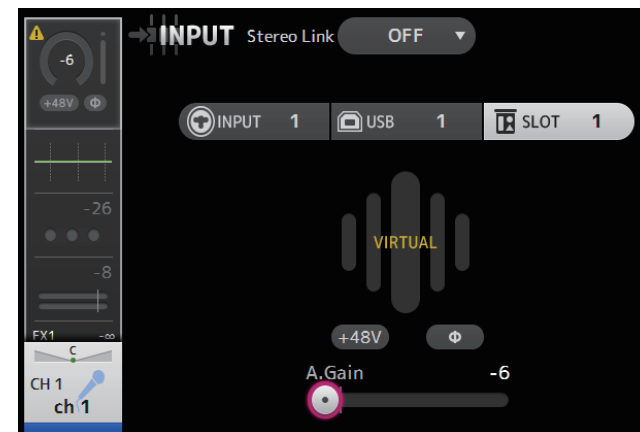 -6
+48V Φ
-26
-8
FX1 -∞
C
CH 1
ch 1
INPUT Stereo Link OFF
INPUT 1 USB 1 SLOT 1
VIRTUAL
+48V Φ
A.Gain -6